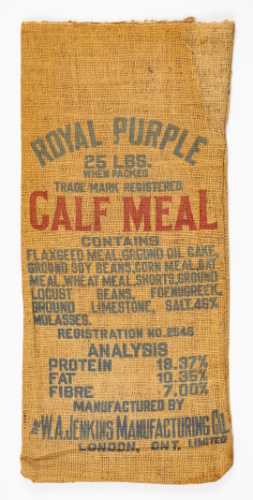 ROYAL PURPLE
25 LBS.
WHEN PACKED
TRADE MARK REGISTERED
CALF MEAL
CONTAINS
FLAXSEED MEAL, GROUND OIL CAKE,
GROUND SOY BEANS, CORN MEAL, OAT
MEAL, WHEAT MEAL, SHORTS, GROUND
LOCUST BEANS, FOENUGREEK,
GROUND LIMESTONE, SALT. 46%
MOLASSES.
REGISTRATION NO. 2546
ANALYSIS
PROTEIN 18.37%
FAT 10.35%
FIBRE 7.00%
MANUFACTURED BY
THE W.A. JENKINS MANUFACTURING CO.
LONDON, ONT. LIMITED